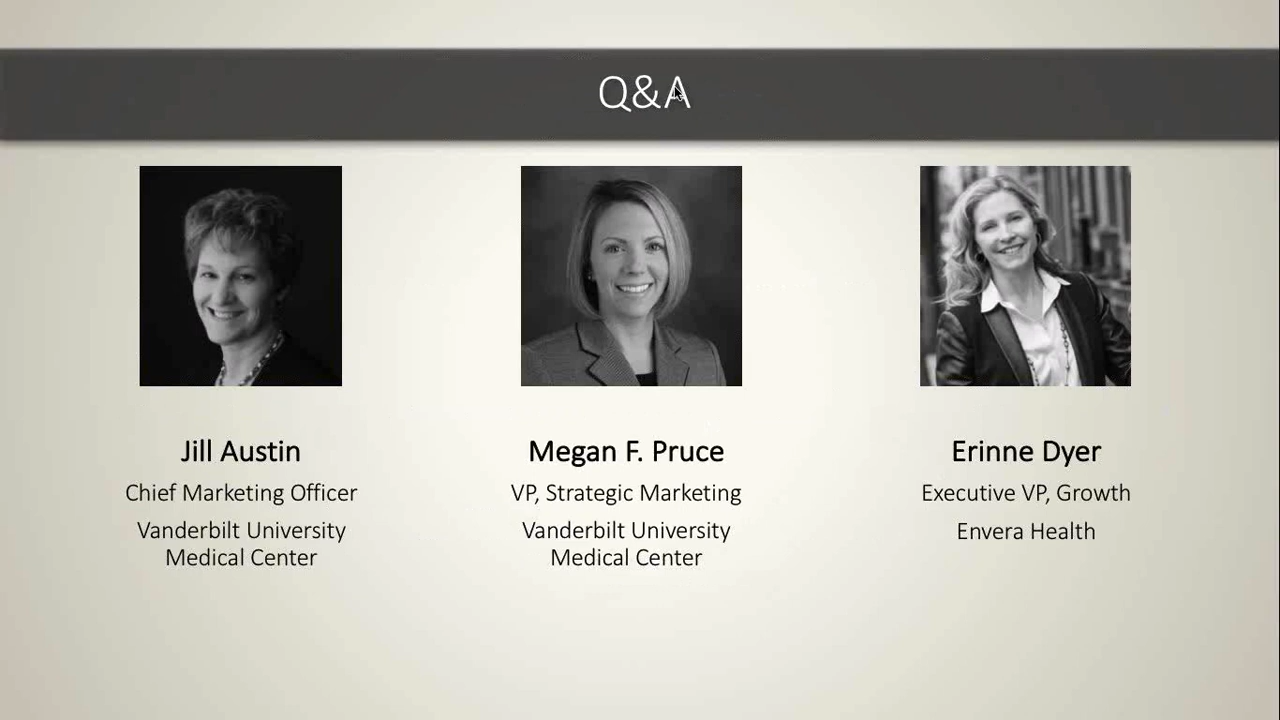 Q&A
Jill Austin
Chief Marketing Officer
Vanderbilt University
Medical Center
Megan F. Pruce
VP, Strategic Marketing
Vanderbilt University
Medical Center
Erinne Dyer
Executive VP, Growth
Envera Health